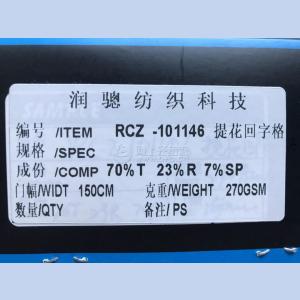 润骢纺织科技
编号/ITEM RCZ -101146 提花回字格
规格/SPEC
成份/COMP 70%T 23%R 7%SP
门幅/WIDT 150CM 克重/WEIGHT 270GSM
数量/QTY 备注/PS